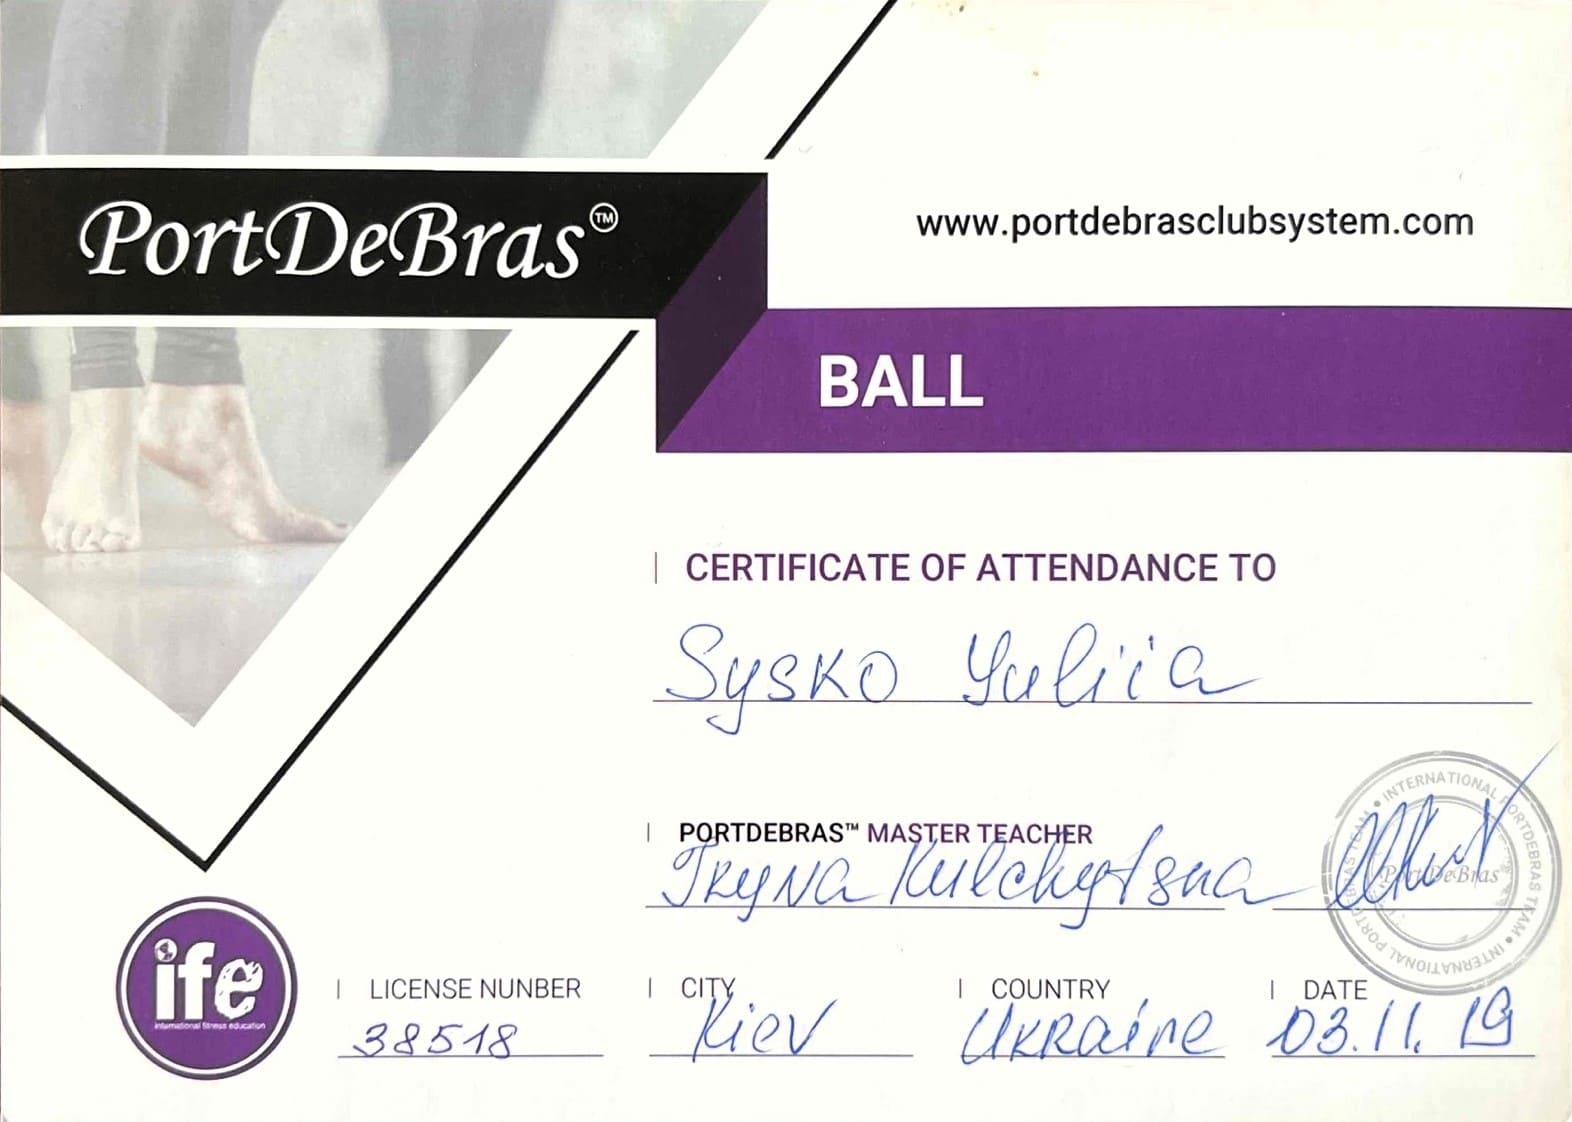 PortDeBras™
www.portdebrasclubsystem.com
BALL
CERTIFICATE OF ATTENDANCE TO
Sysko Yuliia
PORTDEBRAS™ MASTER TEACHER
Iryna Kulchytska
INTERNATIONAL PORTDEBRAS TEAM • INTERNATIONAL PORTDEBRAS TEAM •
PortDeBras
ife
international fitness education
LICENSE NUNBER
38518
CITY
Kiev
COUNTRY
Ukraine
DATE
03.11.19